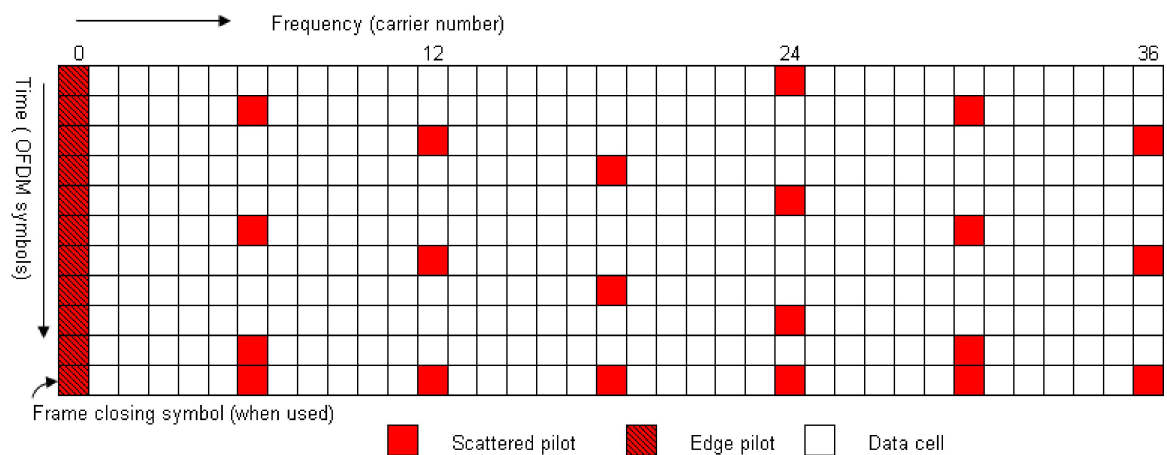 Frequency (carrier number)
0 12 24 36
Time ( OFDM symbols)
Frame closing symbol (when used)
Scattered pilot Edge pilot Data cell